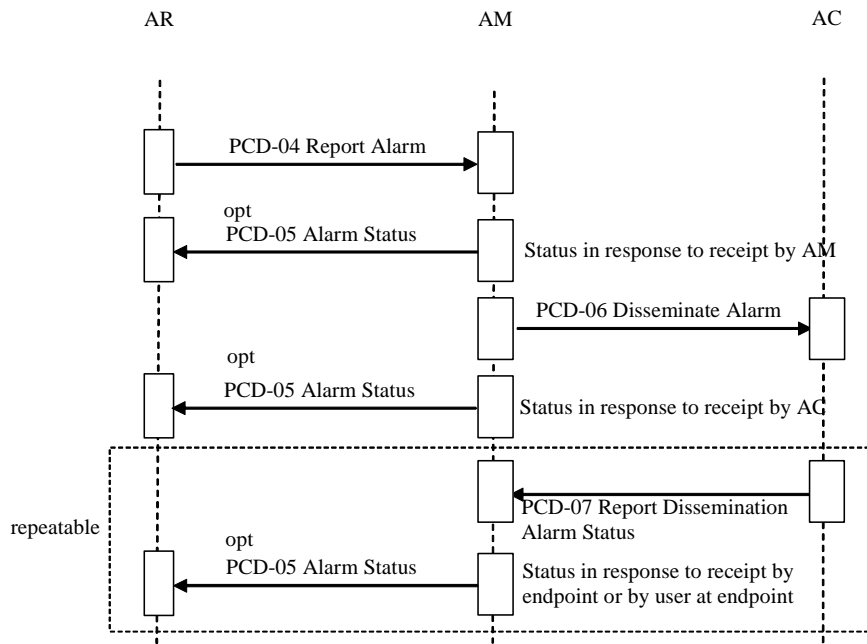 AR
AM
AC
PCD-04 Report Alarm
opt
PCD-05 Alarm Status
Status in response to receipt by AM
PCD-06 Disseminate Alarm
opt
PCD-05 Alarm Status
Status in response to receipt by AC
repeatable
PCD-07 Report Dissemination
Alarm Status
opt
PCD-05 Alarm Status
Status in response to receipt by
endpoint or by user at endpoint